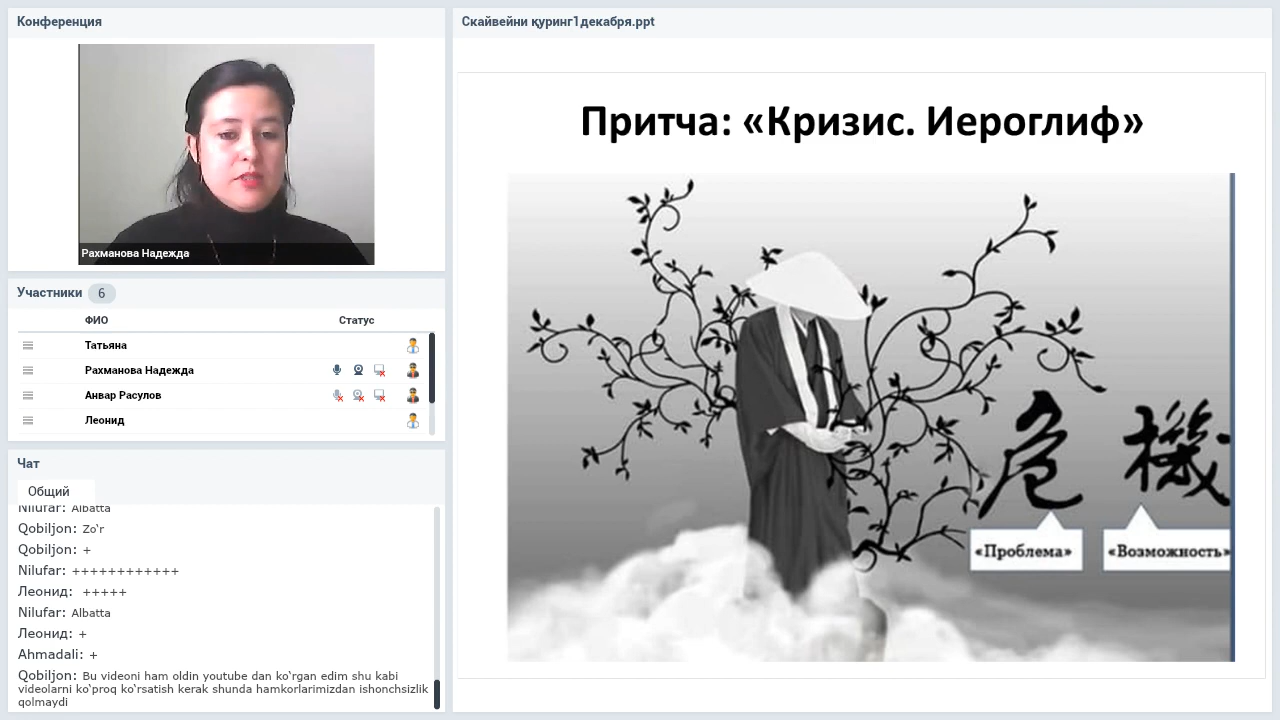 Конференция
Рахманова Надежда
Участники 6
ФИО Статус
Татьяна
Рахманова Надежда
Анвар Расулов
Леонид
Чат
Общий
Nilufar: Albatta
Qobiljon: Zo‘r
Qobiljon: +
Nilufar: ++++++++++++
Леонид: +++++
Nilufar: Albatta
Леонид: +
Ahmadali: +
Qobiljon: Bu videoni ham oldin youtube dan ko‘rgan edim shu kabi
videolarni ko‘proq ko‘rsatish kerak shunda hamkorlarimizdan ishonchsizlik
qolmaydi
Скайвейни қуринг1декабря.ppt
Притча: «Кризис. Иероглиф»
危機
«Проблема» «Возможность»